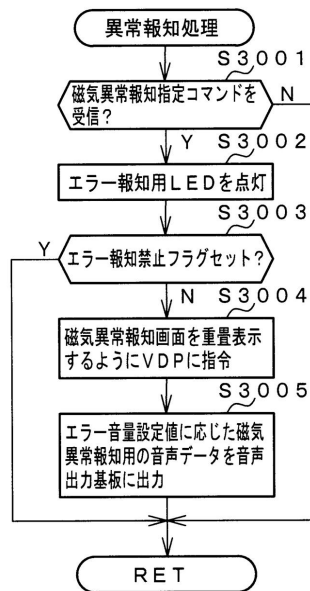 異常報知処理
S3001
磁気異常報知指定コマンドを
受信?
N
Y
S3002
エラー報知用LEDを点灯
S3003
Y
エラー報知禁止フラグセット?
N
S3004
磁気異常報知画面を重畳表示
するようにVDPに指令
S3005
エラー音量設定値に応じた磁気
異常報知用の音声データを音声
出力基板に出力
RET